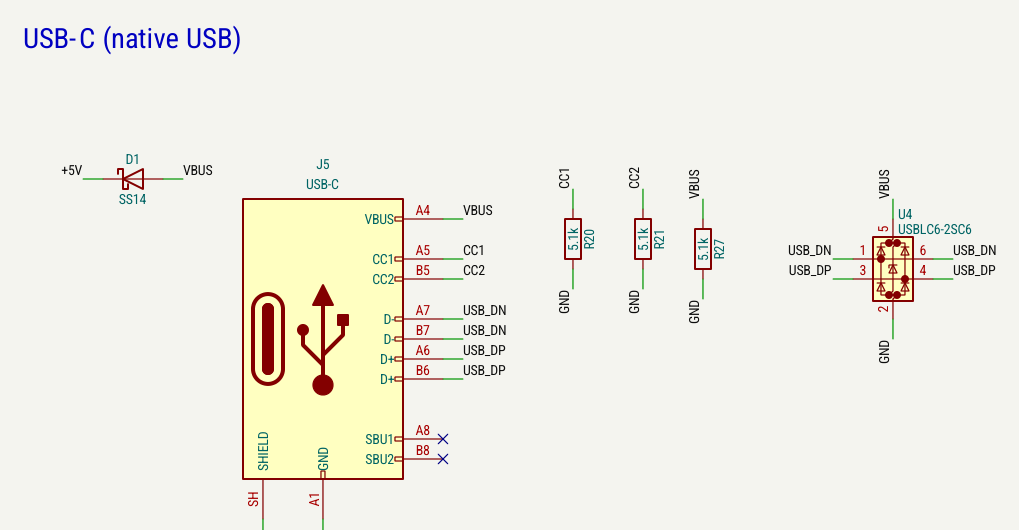 USB-C (native USB)
D1
+5V
VBUS
SS14
J5
USB-C
VBUS
A4
VBUS
CC1
A5
CC1
CC2
B5
CC2
D-
A7
USB_DN
D-
B7
USB_DN
D+
A6
USB_DP
D+
B6
USB_DP
SBU1
A8
SBU2
B8
SHIELD
GND
SH
A1
CC1
5.1k
R20
GND
CC2
5.1k
R21
GND
VBUS
5.1k
R27
GND
VBUS
U4
USBLC6-2SC6
5
USB_DN
1
6
USB_DN
USB_DP
3
4
USB_DP
2
GND